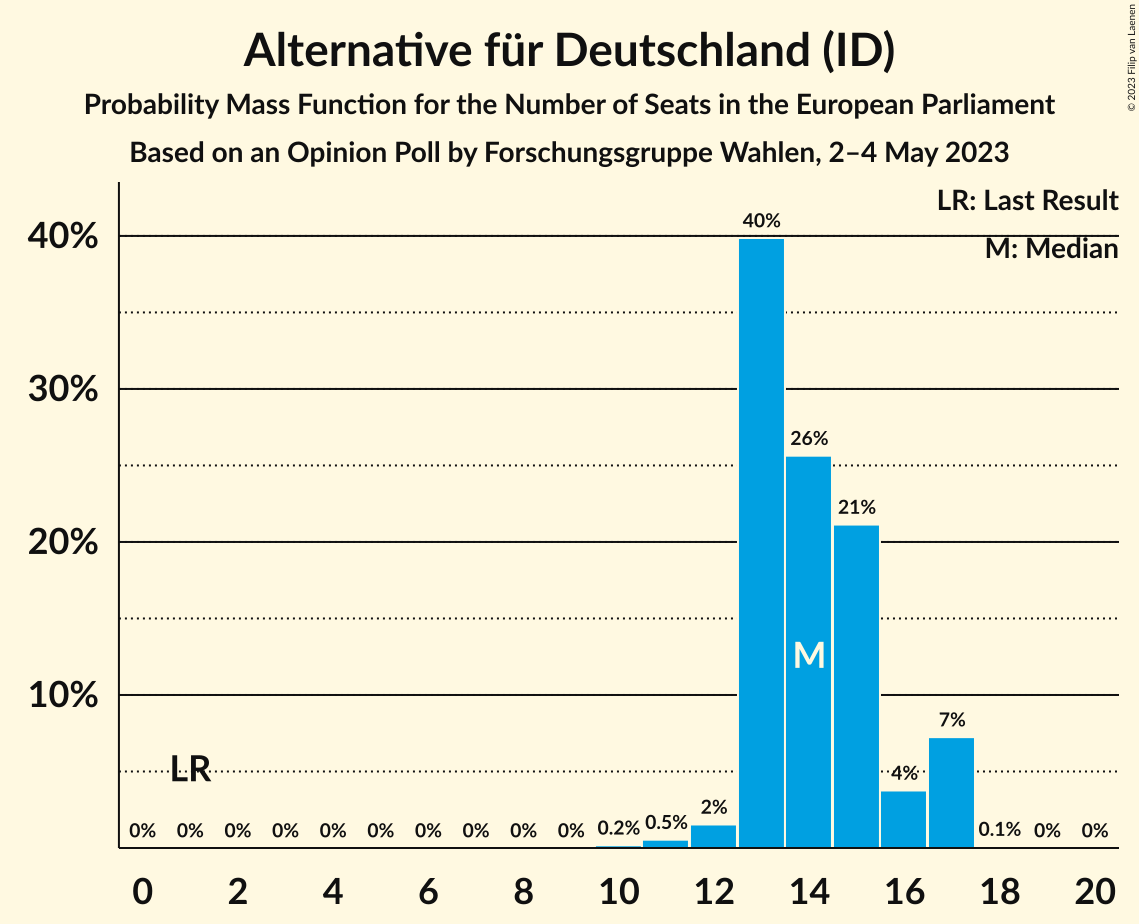 Alternative für Deutschland (ID)
Probability Mass Function for the Number of Seats in the European Parliament
Based on an Opinion Poll by Forschungsgruppe Wahlen, 2–4 May 2023
© 2023 Filip van Laenen
LR: Last Result
M: Median
40%
30%
20%
10%
40%
26%
21%
M
7%
LR
4%
2%
0% 0% 0% 0% 0% 0% 0% 0% 0% 0% 0.2% 0.5% 0.1% 0% 0%
0 2 4 6 8 10 12 14 16 18 20